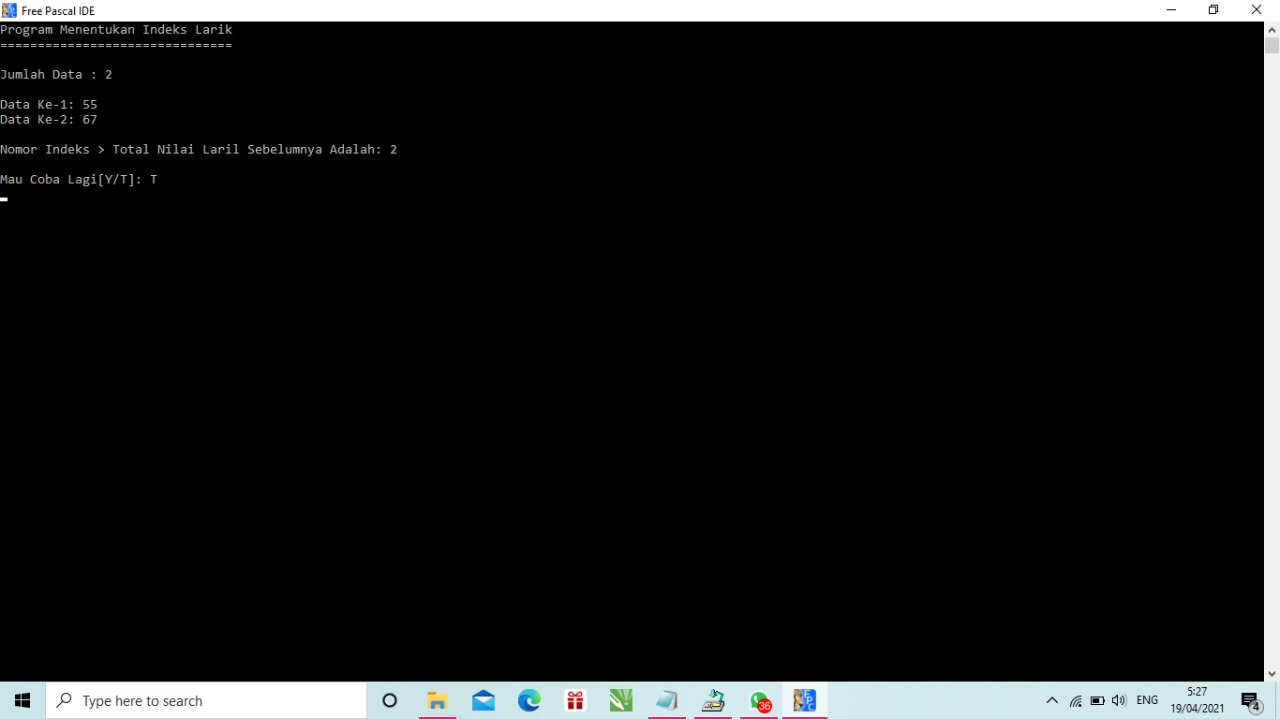 Free Pascal IDE
Program Menentukan Indeks Larik
===============================
Jumlah Data : 2
Data Ke-1: 55
Data Ke-2: 67
Nomor Indeks > Total Nilai Laril Sebelumnya Adalah: 2
Mau Coba Lagi[Y/T]: T
Type here to search
36
ENG
5:27
19/04/2021
4